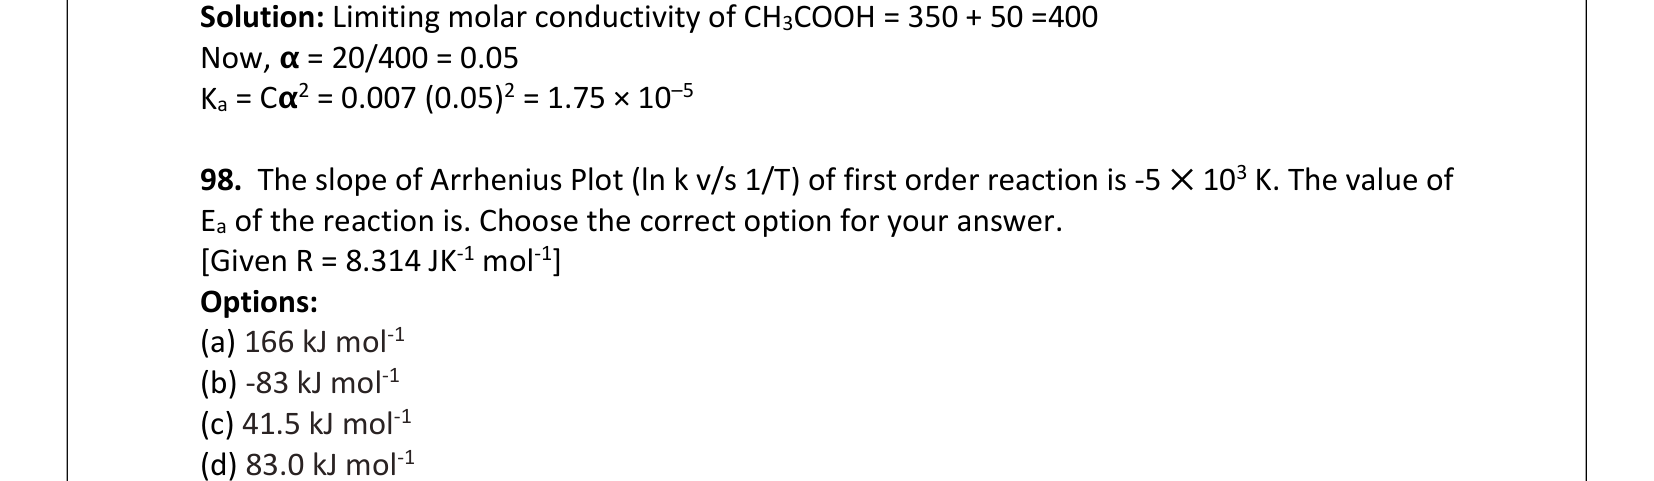 Solution: Limiting molar conductivity of CH₃COOH = 350 + 50 =400
Now, α = 20/400 = 0.05
Kₐ = Cα² = 0.007 (0.05)² = 1.75 × 10⁻⁵
98. The slope of Arrhenius Plot (ln k v/s 1/T) of first order reaction is -5 × 10³ K. The value of
Eₐ of the reaction is. Choose the correct option for your answer.
[Given R = 8.314 JK⁻¹ mol⁻¹]
Options:
(a) 166 kJ mol⁻¹
(b) -83 kJ mol⁻¹
(c) 41.5 kJ mol⁻¹
(d) 83.0 kJ mol⁻¹